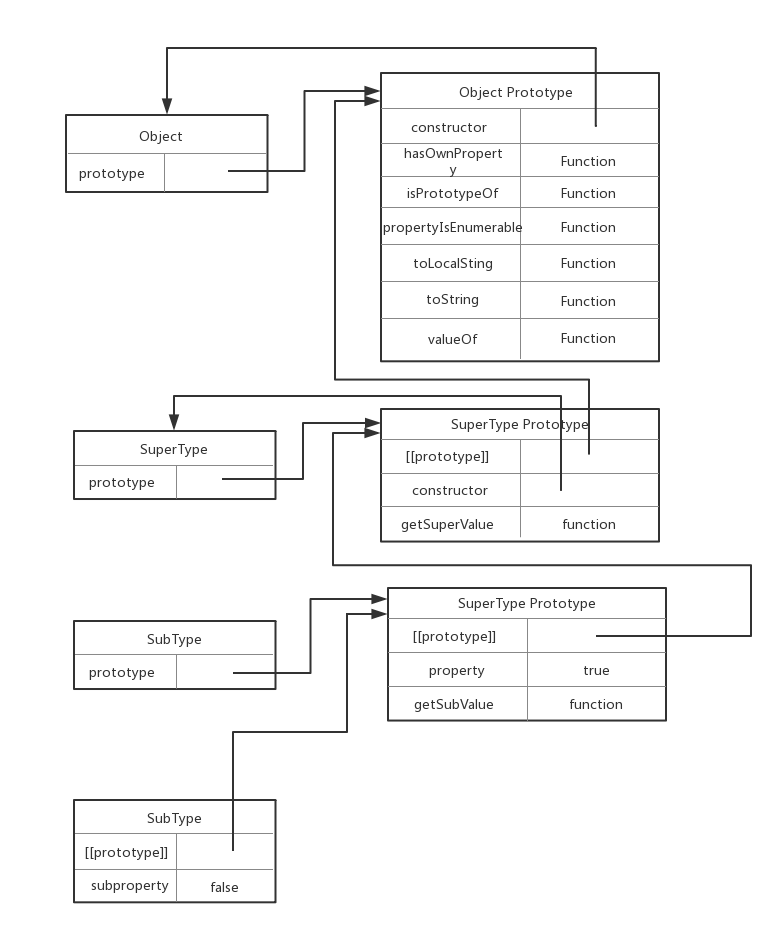 Object Prototype
constructor
hasOwnPropert
y
Function
isPrototypeOf
Function
propertyIsEnumerable
Function
toLocalSting
Function
toString
Function
valueOf
Function
Object
prototype
SuperType Prototype
[[prototype]]
constructor
getSuperValue
function
SuperType
prototype
SuperType Prototype
[[prototype]]
property
true
getSubValue
function
SubType
prototype
SubType
[[prototype]]
subproperty
false